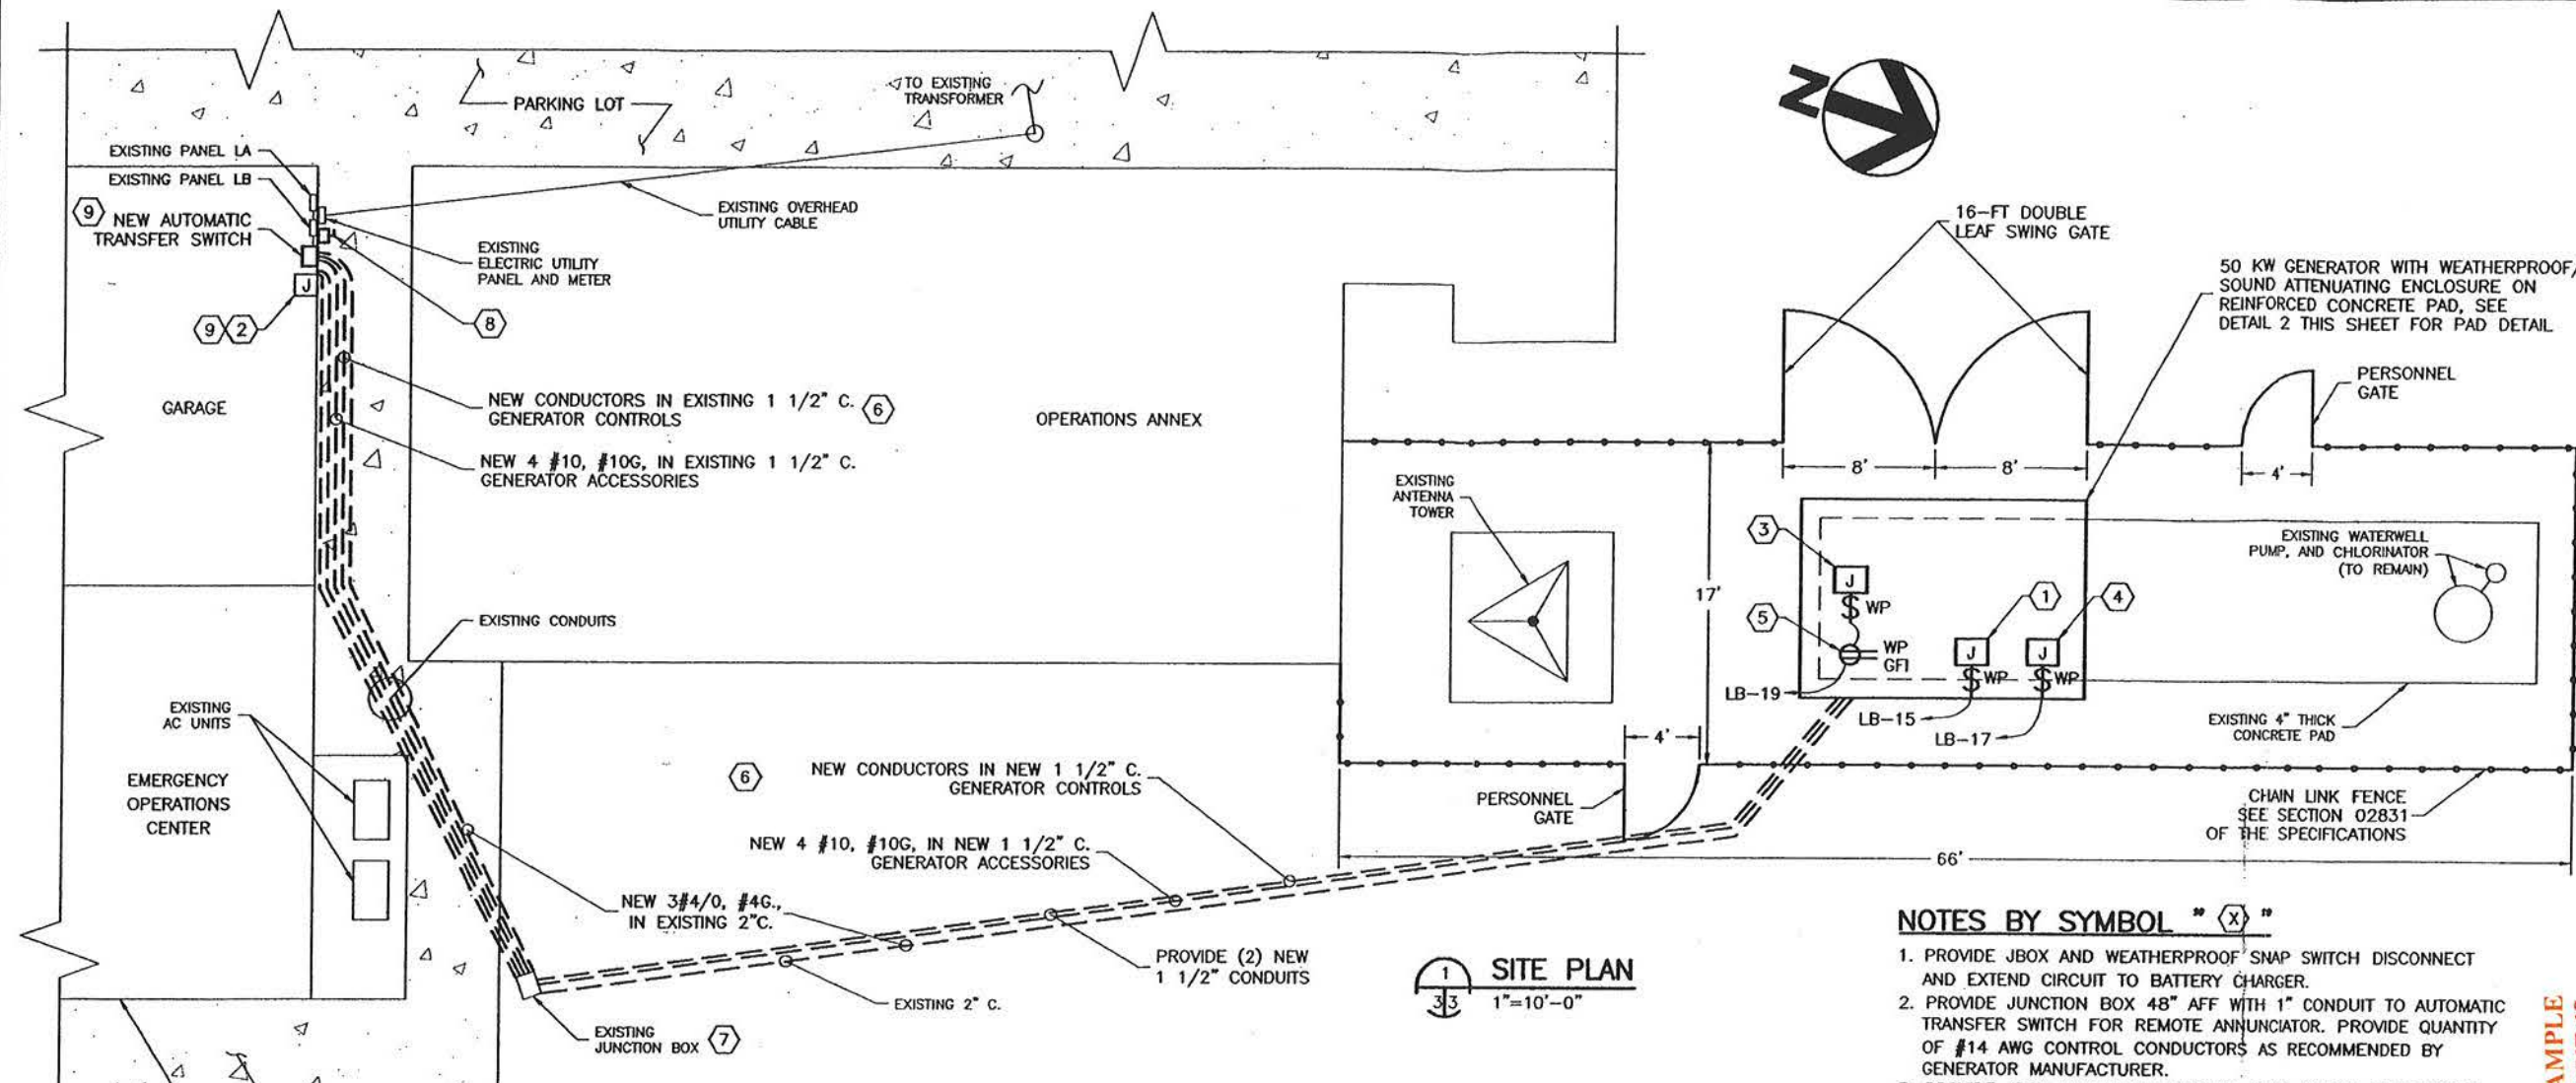 PARKING LOT
TO EXISTING
TRANSFORMER
N
EXISTING PANEL LA
EXISTING PANEL LB
9
NEW AUTOMATIC
TRANSFER SWITCH
EXISTING OVERHEAD
UTILITY CABLE
EXISTING
ELECTRIC UTILITY
PANEL AND METER
J
9 2
8
16-FT DOUBLE
LEAF SWING GATE
50 KW GENERATOR WITH WEATHERPROOF/
SOUND ATTENUATING ENCLOSURE ON
REINFORCED CONCRETE PAD, SEE
DETAIL 2 THIS SHEET FOR PAD DETAIL
PERSONNEL
GATE
GARAGE
NEW CONDUCTORS IN EXISTING 1 1/2" C.
GENERATOR CONTROLS
6
OPERATIONS ANNEX
NEW 4 #10, #10G, IN EXISTING 1 1/2" C.
GENERATOR ACCESSORIES
8'
8'
4'
EXISTING
ANTENNA
TOWER
17'
3
J
WP
5
WP
GFI
1
4
J
WP
J
WP
LB-19
LB-15
LB-17
EXISTING WATERWELL
PUMP, AND CHLORINATOR
(TO REMAIN)
EXISTING 4" THICK
CONCRETE PAD
EXISTING CONDUITS
EXISTING
AC UNITS
EMERGENCY
OPERATIONS
CENTER
6
NEW CONDUCTORS IN NEW 1 1/2" C.
GENERATOR CONTROLS
4'
PERSONNEL
GATE
CHAIN LINK FENCE
SEE SECTION 02831
OF THE SPECIFICATIONS
NEW 4 #10, #10G, IN NEW 1 1/2" C.
GENERATOR ACCESSORIES
66'
NEW 3#4/0, #4G.,
IN EXISTING 2"C.
PROVIDE (2) NEW
1 1/2" CONDUITS
EXISTING 2" C.
EXISTING
JUNCTION BOX
7
1
33
SITE PLAN
1"=10'-0"
NOTES BY SYMBOL " X "
1. PROVIDE JBOX AND WEATHERPROOF SNAP SWITCH DISCONNECT
AND EXTEND CIRCUIT TO BATTERY CHARGER.
2. PROVIDE JUNCTION BOX 48" AFF WITH 1" CONDUIT TO AUTOMATIC
TRANSFER SWITCH FOR REMOTE ANNUNCIATOR. PROVIDE QUANTITY
OF #14 AWG CONTROL CONDUCTORS AS RECOMMENDED BY
GENERATOR MANUFACTURER.